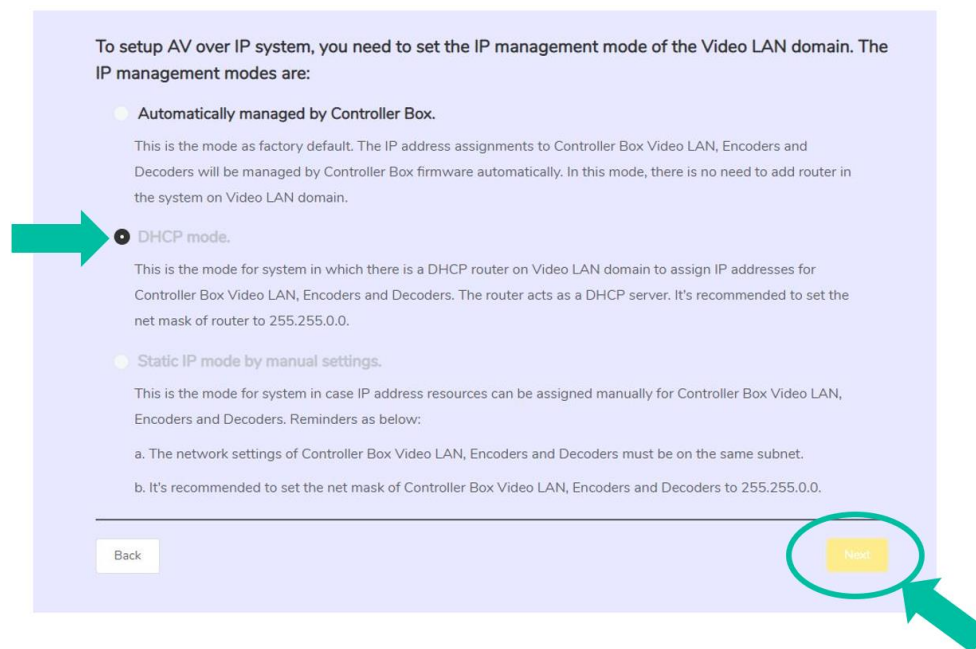 To setup AV over IP system, you need to set the IP management mode of the Video LAN domain. The
IP management modes are:
Automatically managed by Controller Box.
This is the mode as factory default. The IP address assignments to Controller Box Video LAN, Encoders and
Decoders will be managed by Controller Box firmware automatically. In this mode, there is no need to add router in
the system on Video LAN domain.
DHCP mode.
This is the mode for system in which there is a DHCP router on Video LAN domain to assign IP addresses for
Controller Box Video LAN, Encoders and Decoders. The router acts as a DHCP server. It's recommended to set the
net mask of router to 255.255.0.0.
Static IP mode by manual settings.
This is the mode for system in case IP address resources can be assigned manually for Controller Box Video LAN,
Encoders and Decoders. Reminders as below:
a. The network settings of Controller Box Video LAN, Encoders and Decoders must be on the same subnet.
b. It's recommended to set the net mask of Controller Box Video LAN, Encoders and Decoders to 255.255.0.0.
Back
Next